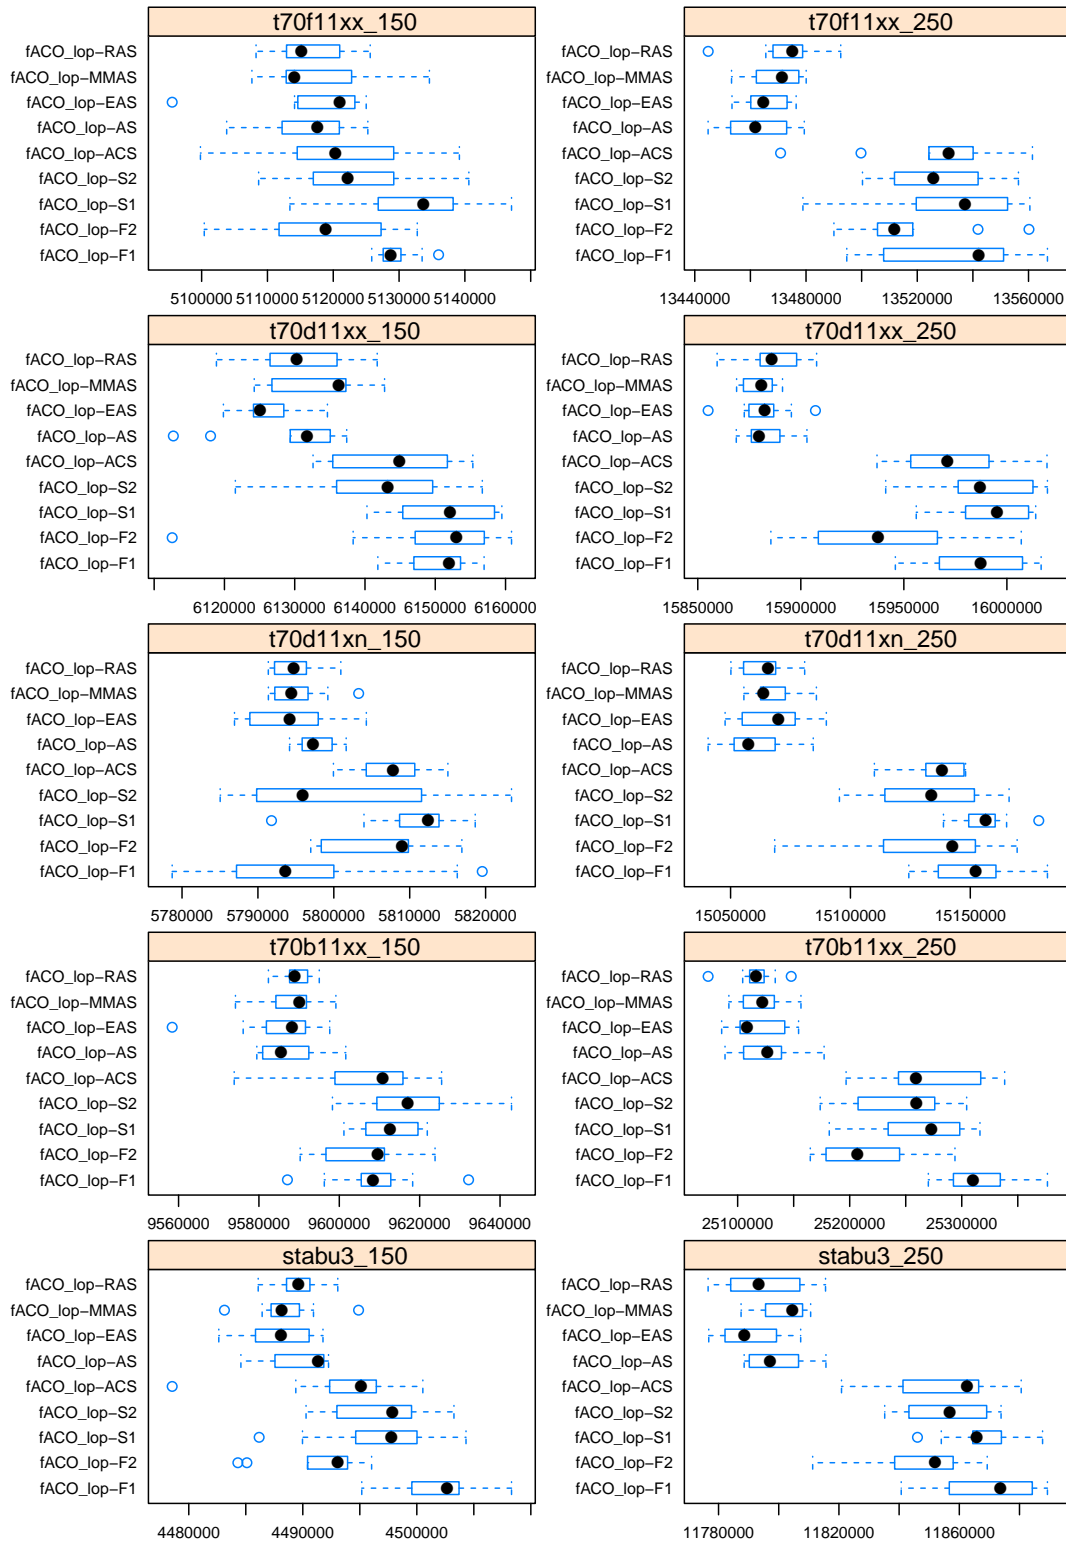 t70f11xx_150
fACO_lop−RAS
fACO_lop−MMAS
fACO_lop−EAS
fACO_lop−AS
fACO_lop−ACS
fACO_lop−S2
fACO_lop−S1
fACO_lop−F2
fACO_lop−F1
5100000 5110000 5120000 5130000 5140000
t70f11xx_250
fACO_lop−RAS
fACO_lop−MMAS
fACO_lop−EAS
fACO_lop−AS
fACO_lop−ACS
fACO_lop−S2
fACO_lop−S1
fACO_lop−F2
fACO_lop−F1
13440000 13480000 13520000 13560000
t70d11xx_150
fACO_lop−RAS
fACO_lop−MMAS
fACO_lop−EAS
fACO_lop−AS
fACO_lop−ACS
fACO_lop−S2
fACO_lop−S1
fACO_lop−F2
fACO_lop−F1
6120000 6130000 6140000 6150000 6160000
t70d11xx_250
fACO_lop−RAS
fACO_lop−MMAS
fACO_lop−EAS
fACO_lop−AS
fACO_lop−ACS
fACO_lop−S2
fACO_lop−S1
fACO_lop−F2
fACO_lop−F1
15850000 15900000 15950000 16000000
t70d11xn_150
fACO_lop−RAS
fACO_lop−MMAS
fACO_lop−EAS
fACO_lop−AS
fACO_lop−ACS
fACO_lop−S2
fACO_lop−S1
fACO_lop−F2
fACO_lop−F1
5780000 5790000 5800000 5810000 5820000
t70d11xn_250
fACO_lop−RAS
fACO_lop−MMAS
fACO_lop−EAS
fACO_lop−AS
fACO_lop−ACS
fACO_lop−S2
fACO_lop−S1
fACO_lop−F2
fACO_lop−F1
15050000 15100000 15150000
t70b11xx_150
fACO_lop−RAS
fACO_lop−MMAS
fACO_lop−EAS
fACO_lop−AS
fACO_lop−ACS
fACO_lop−S2
fACO_lop−S1
fACO_lop−F2
fACO_lop−F1
9560000 9580000 9600000 9620000 9640000
t70b11xx_250
fACO_lop−RAS
fACO_lop−MMAS
fACO_lop−EAS
fACO_lop−AS
fACO_lop−ACS
fACO_lop−S2
fACO_lop−S1
fACO_lop−F2
fACO_lop−F1
25100000 25200000 25300000
stabu3_150
fACO_lop−RAS
fACO_lop−MMAS
fACO_lop−EAS
fACO_lop−AS
fACO_lop−ACS
fACO_lop−S2
fACO_lop−S1
fACO_lop−F2
fACO_lop−F1
4480000 4490000 4500000
stabu3_250
fACO_lop−RAS
fACO_lop−MMAS
fACO_lop−EAS
fACO_lop−AS
fACO_lop−ACS
fACO_lop−S2
fACO_lop−S1
fACO_lop−F2
fACO_lop−F1
11780000 11820000 11860000